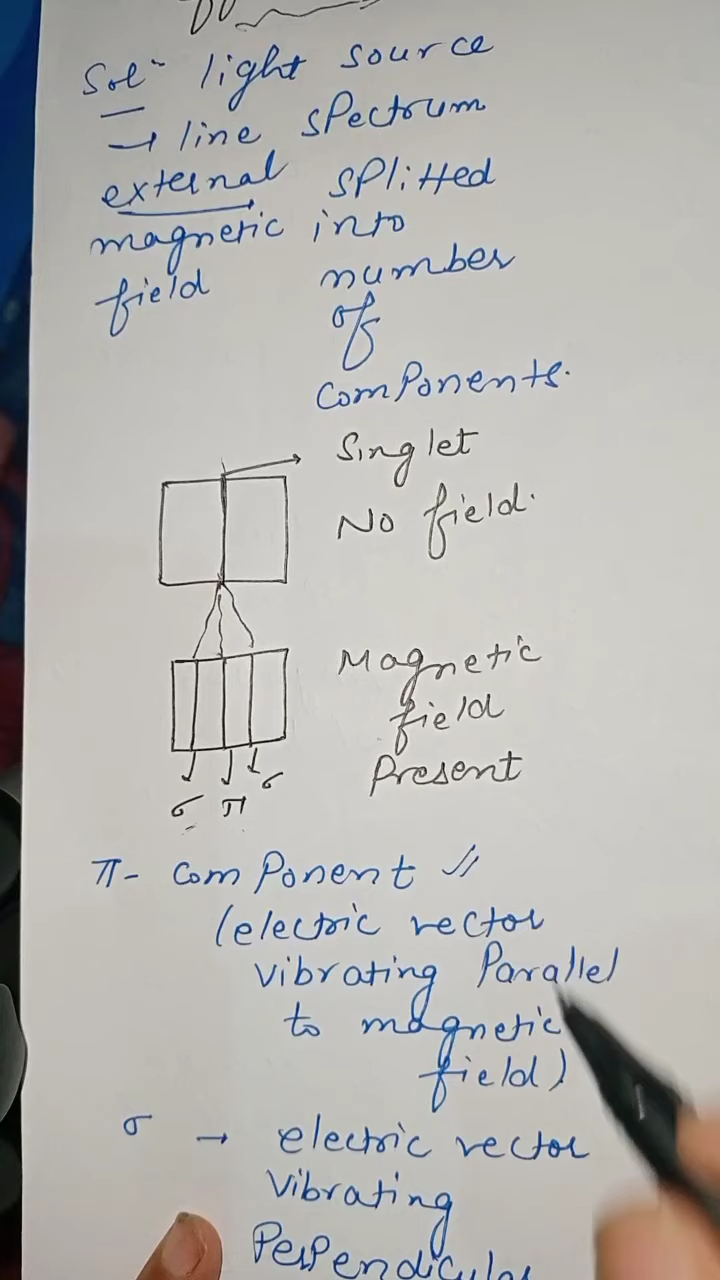 Sol- light source
→ line spectrum
external splitted
magnetic into
field number
of
components.
Singlet
No field.
Magnetic
field
Present
σ π σ
π- component //
(electric vector
vibrating Parallel
to magnetic
field)
σ → electric vector
vibrating
Perpendicular